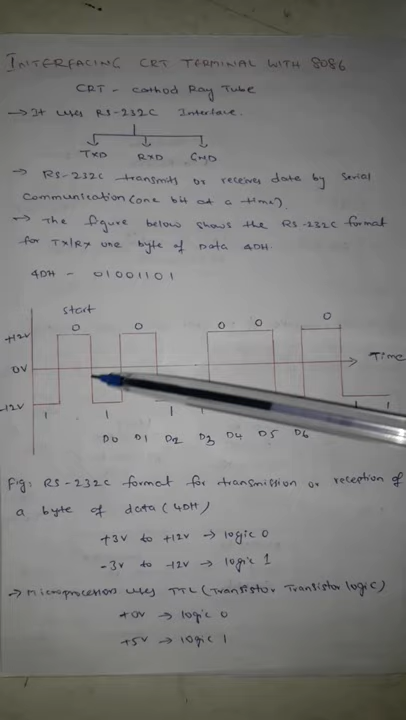 INTERFACING CRT TERMINAL WITH 8086
CRT - Cathod Ray Tube
→ It uses RS-232C Interface.
TXD RXD GND
→ RS-232C transmits or receives data by serial
communication (one bit at a time).
→ The figure below shows the RS-232C format
for Tx/Rx one byte of Data 4DH.
4DH - 01001101
start
0 0 0 0 0
+12V
0V
Time
-12V
1 1 1 1
D0 D1 D2 D3 D4 D5 D6
Fig: RS-232C format for transmission or reception of
a byte of data (4DH)
+3V to +12V → logic 0
-3V to -12V → logic 1
→ Microprocessors uses TTL (Transistor Transistor logic)
+0V → logic 0
+5V → logic 1